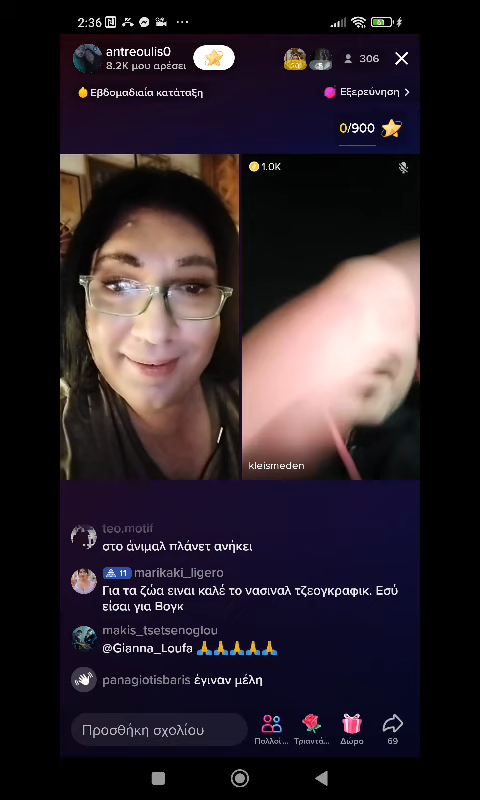 2:36
antreoulis0
8.2K μου αρέσει
306
Εβδομαδιαία κατάταξη
Εξερεύνηση
0/900
1.0K
kleismeden
teo.motif
στο άνιμαλ πλάνετ ανήκει
11 marikaki_ligero
Για τα ζώα ειναι καλέ το νασιναλ τζεογκραφικ. Εσύ
είσαι για Βογκ
makis_tsetsenoglou
@Gianna_Loufa 🙏🙏🙏🙏🙏
panagiotisbaris έγιναν μέλη
Προσθήκη σχολίου
Πολλοί... Τριαντά... Δώρο 69